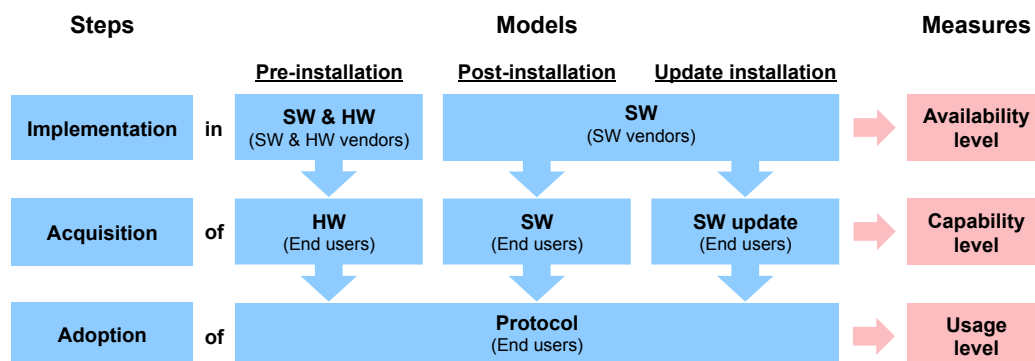 Steps
Models
Measures
Pre-installation
Post-installation
Update installation
Implementation
in
SW & HW
(SW & HW vendors)
SW
(SW vendors)
Availability
level
Acquisition
of
HW
(End users)
SW
(End users)
SW update
(End users)
Capability
level
Adoption
of
Protocol
(End users)
Usage
level